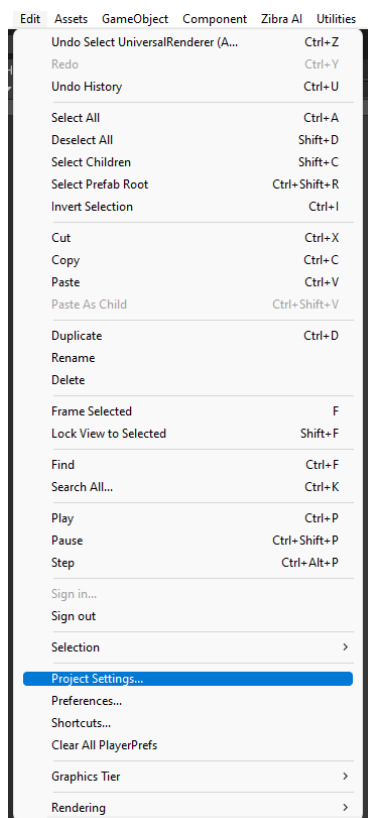 Edit Assets GameObject Component Zibra AI Utilities
Undo Select UniversalRenderer (A... Ctrl+Z
Redo Ctrl+Y
Undo History Ctrl+U
Select All Ctrl+A
Deselect All Shift+D
Select Children Shift+C
Select Prefab Root Ctrl+Shift+R
Invert Selection Ctrl+I
Cut Ctrl+X
Copy Ctrl+C
Paste Ctrl+V
Paste As Child Ctrl+Shift+V
Duplicate Ctrl+D
Rename
Delete
Frame Selected F
Lock View to Selected Shift+F
Find Ctrl+F
Search All... Ctrl+K
Play Ctrl+P
Pause Ctrl+Shift+P
Step Ctrl+Alt+P
Sign in...
Sign out
Selection >
Project Settings...
Preferences...
Shortcuts...
Clear All PlayerPrefs
Graphics Tier >
Rendering >